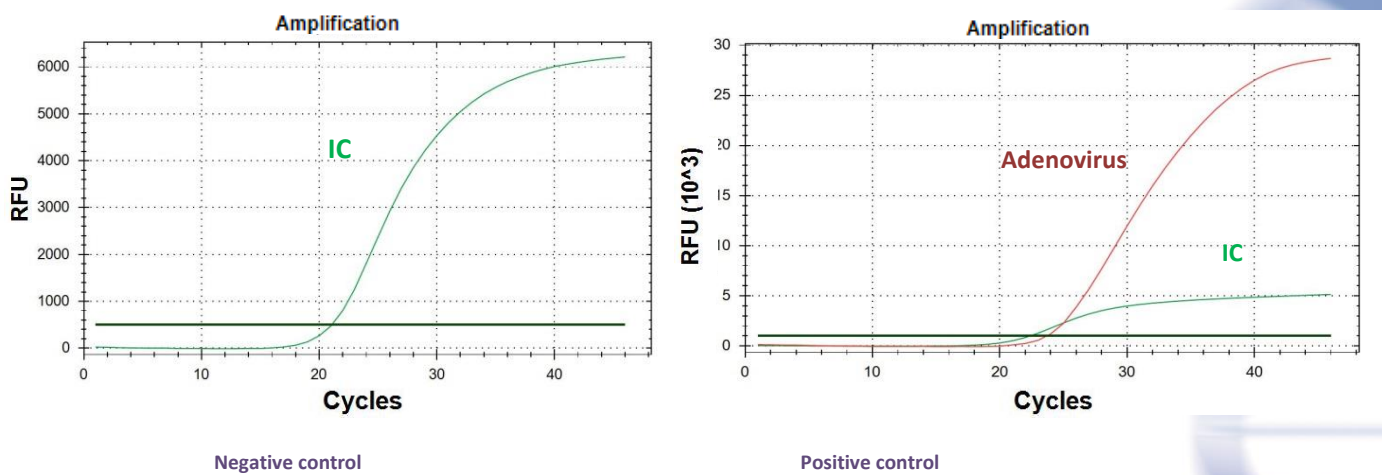 Amplification
6000
5000
4000
3000
2000
1000
0
RFU
IC
0 10 20 30 40
Cycles
Negative control
Amplification
30
25
20
15
10
5
0
RFU (10^3)
Adenovirus
IC
0 10 20 30 40
Cycles
Positive control